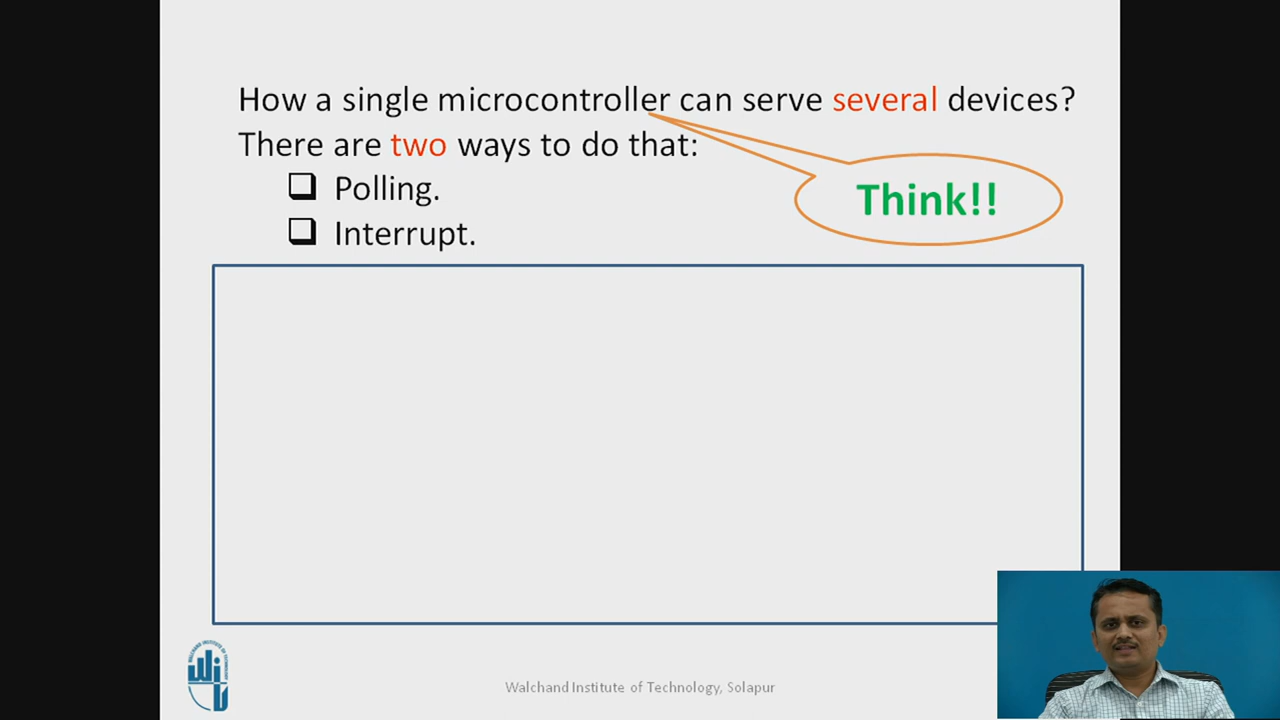 How a single microcontroller can serve several devices?
There are two ways to do that:
❑ Polling.
❑ Interrupt.
Think!!
Walchand Institute of Technology, Solapur